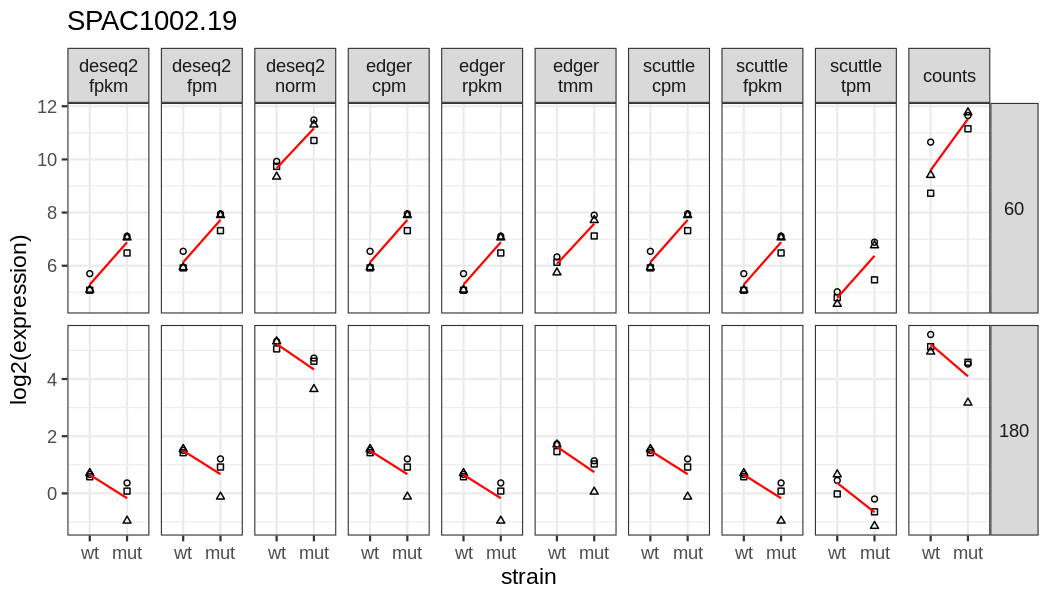 SPAC1002.19
deseq2 fpkm
deseq2 fpm
deseq2 norm
edger cpm
edger rpkm
edger tmm
scuttle cpm
scuttle fpkm
scuttle tpm
counts
12
10
8
6
60
4
2
0
180
log2(expression)
wt mut wt mut wt mut wt mut wt mut wt mut wt mut wt mut wt mut wt mut
strain